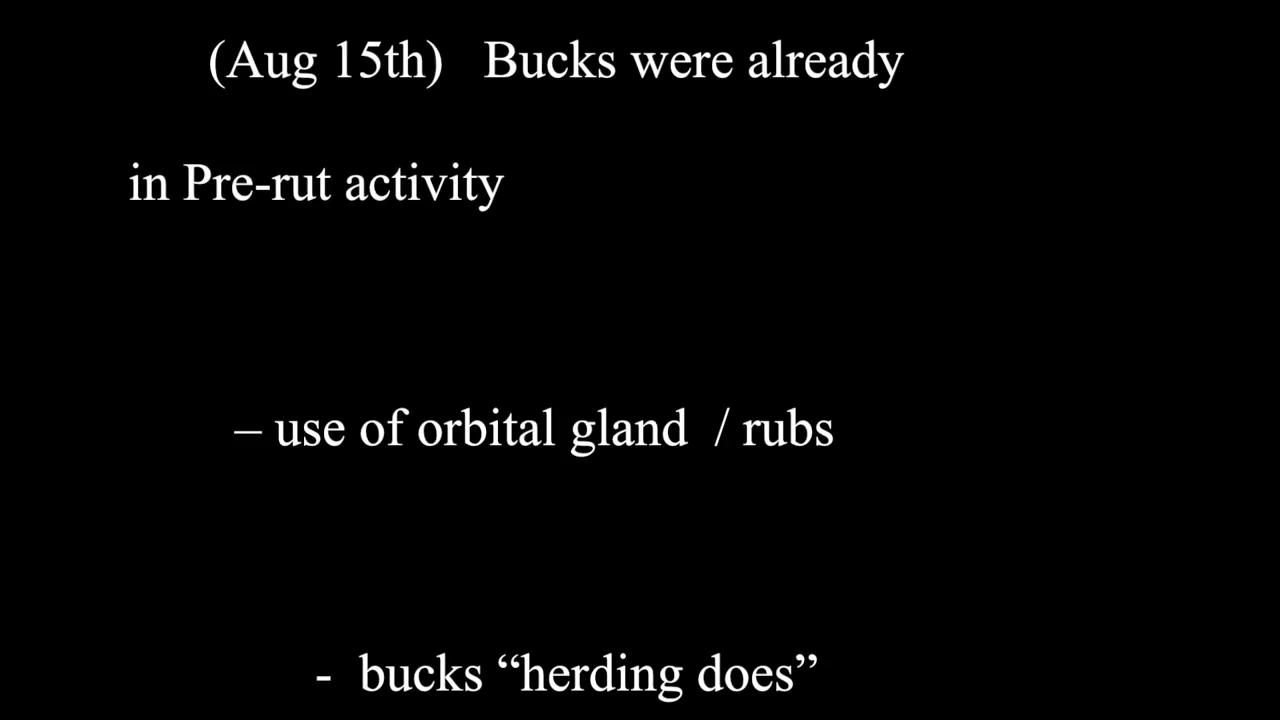 (Aug 15th)   Bucks were already
in Pre-rut activity
– use of orbital gland  / rubs
-  bucks “herding does”